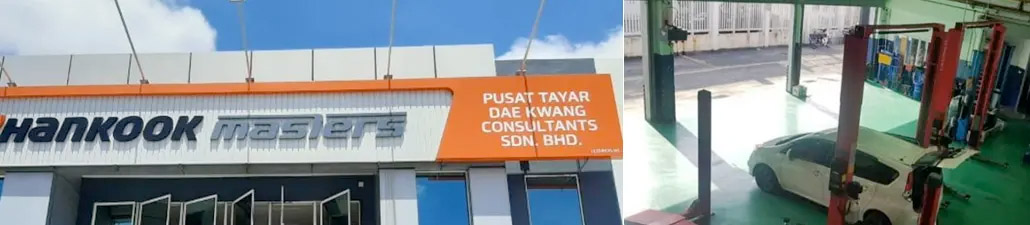 HANKOOK masters
PUSAT TAYAR
DAE KWANG
CONSULTANTS
SDN. BHD.